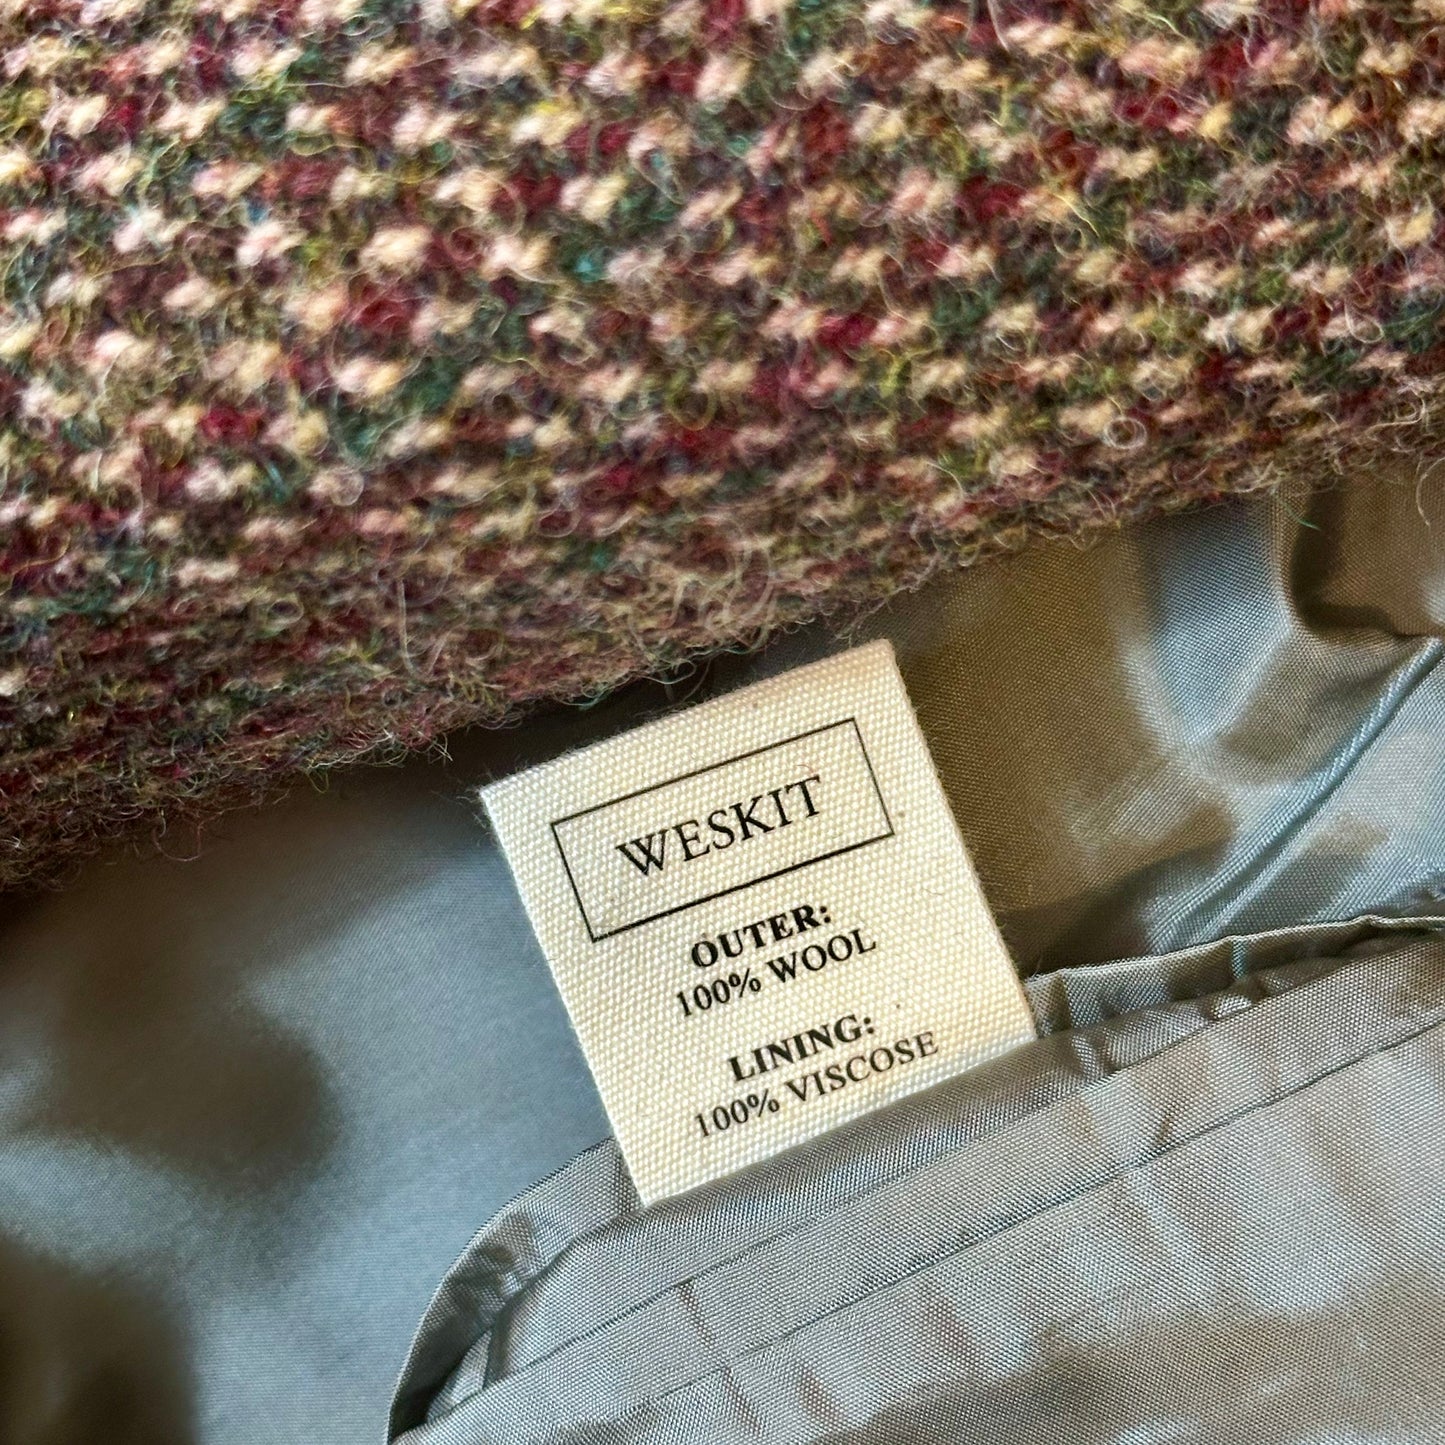 WESKIT
OUTER:
100% WOOL
LINING:
100% VISCOSE